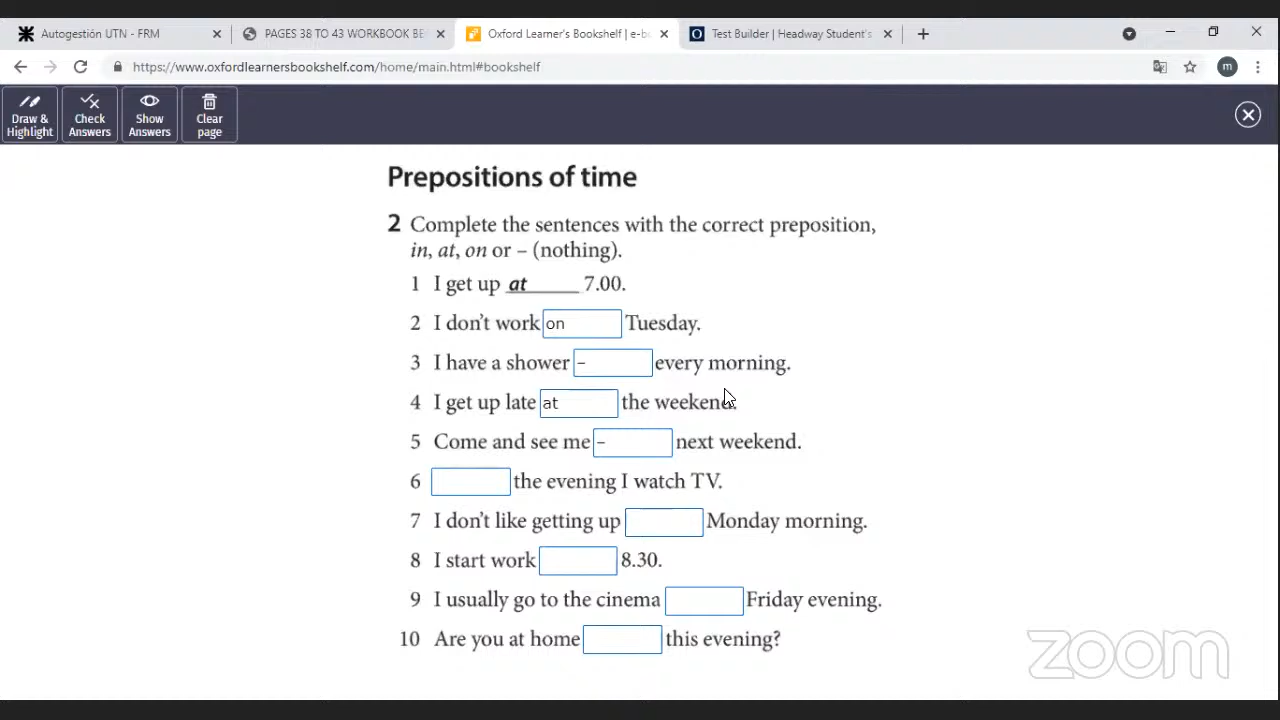 Autogestión UTN - FRM
PAGES 38 TO 43 WORKBOOK BE
Oxford Learner's Bookshelf | e-bo
Test Builder | Headway Student's
https://www.oxfordlearnersbookshelf.com/home/main.html#bookshelf
m
Draw & Highlight
Check Answers
Show Answers
Clear page
Prepositions of time
2 Complete the sentences with the correct preposition,
in, at, on or – (nothing).
1 I get up at 7.00.
2 I don't work on Tuesday.
3 I have a shower – every morning.
4 I get up late at the weekend.
5 Come and see me – next weekend.
6 the evening I watch TV.
7 I don't like getting up Monday morning.
8 I start work 8.30.
9 I usually go to the cinema Friday evening.
10 Are you at home this evening?
zoom